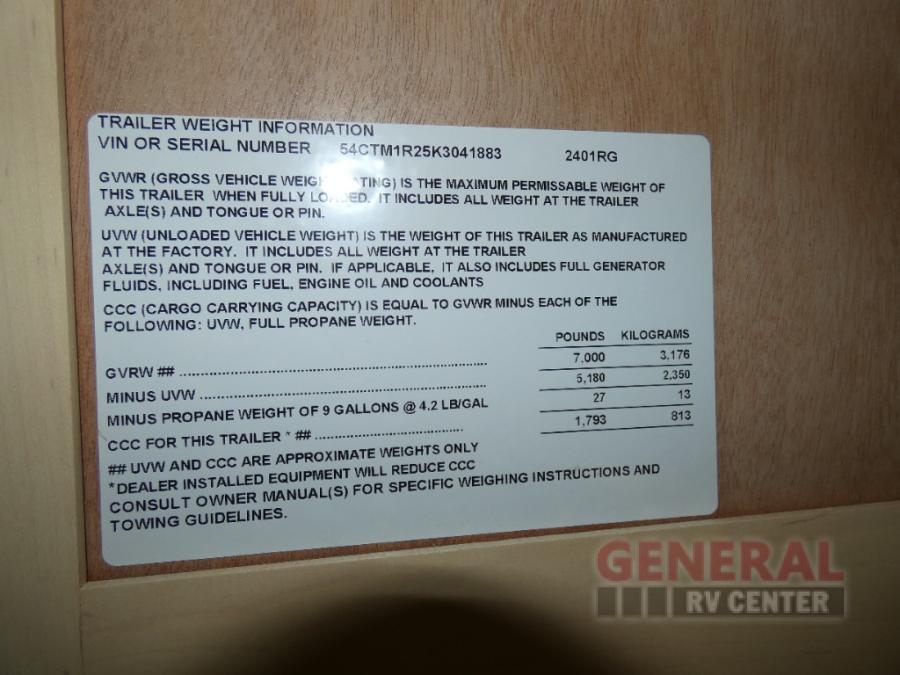 TRAILER WEIGHT INFORMATION
VIN OR SERIAL NUMBER 54CTM1R25K3041883 2401RG
GVWR (GROSS VEHICLE WEIGHT RATING) IS THE MAXIMUM PERMISSABLE WEIGHT OF
THIS TRAILER WHEN FULLY LOADED. IT INCLUDES ALL WEIGHT AT THE TRAILER
AXLE(S) AND TONGUE OR PIN.
UVW (UNLOADED VEHICLE WEIGHT) IS THE WEIGHT OF THIS TRAILER AS MANUFACTURED
AT THE FACTORY. IT INCLUDES ALL WEIGHT AT THE TRAILER
AXLE(S) AND TONGUE OR PIN. IF APPLICABLE, IT ALSO INCLUDES FULL GENERATOR
FLUIDS, INCLUDING FUEL, ENGINE OIL AND COOLANTS
CCC (CARGO CARRYING CAPACITY) IS EQUAL TO GVWR MINUS EACH OF THE
FOLLOWING: UVW, FULL PROPANE WEIGHT.
POUNDS KILOGRAMS
GVRW ## ........ 7,000 3,176
MINUS UVW ........ 5,180 2,350
MINUS PROPANE WEIGHT OF 9 GALLONS @ 4.2 LB/GAL 27 13
CCC FOR THIS TRAILER * ## ........ 1,793 813
## UVW AND CCC ARE APPROXIMATE WEIGHTS ONLY
*DEALER INSTALLED EQUIPMENT WILL REDUCE CCC
CONSULT OWNER MANUAL(S) FOR SPECIFIC WEIGHING INSTRUCTIONS AND
TOWING GUIDELINES.
GENERAL
RV CENTER